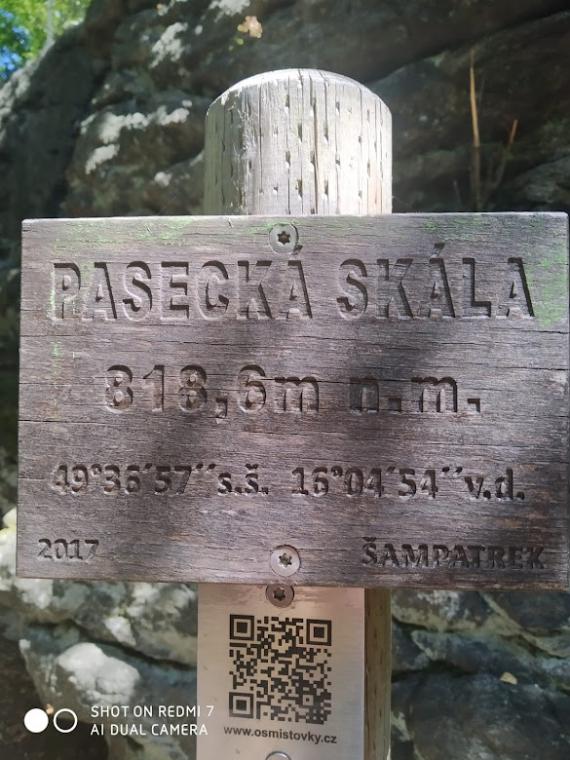 PASECKÁ SKÁLA
818,6m n.m.
49°36´57´´s.š. 16°04´54´´v.d.
2017 ŠAMPATREK
www.osmistovky.cz
SHOT ON REDMI 7
AI DUAL CAMERA